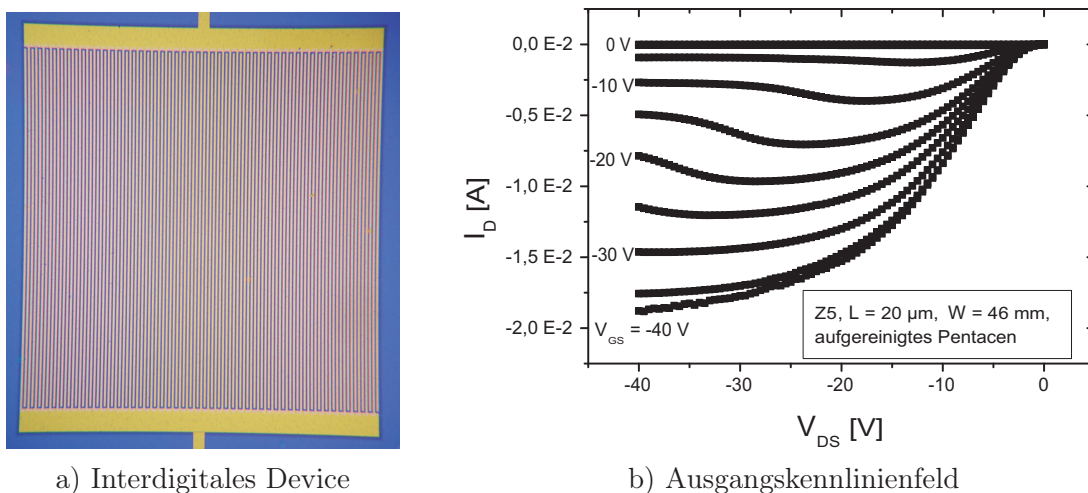 0,0 E-2
-0,5 E-2
-1,0 E-2
-1,5 E-2
-2,0 E-2
I_D [A]
0 V
-10 V
-20 V
-30 V
V_GS = -40 V
Z5, L = 20 µm, W = 46 mm,
aufgereinigtes Pentacen
-40 -30 -20 -10 0
V_DS [V]
a) Interdigitales Device
b) Ausgangskennlinienfeld